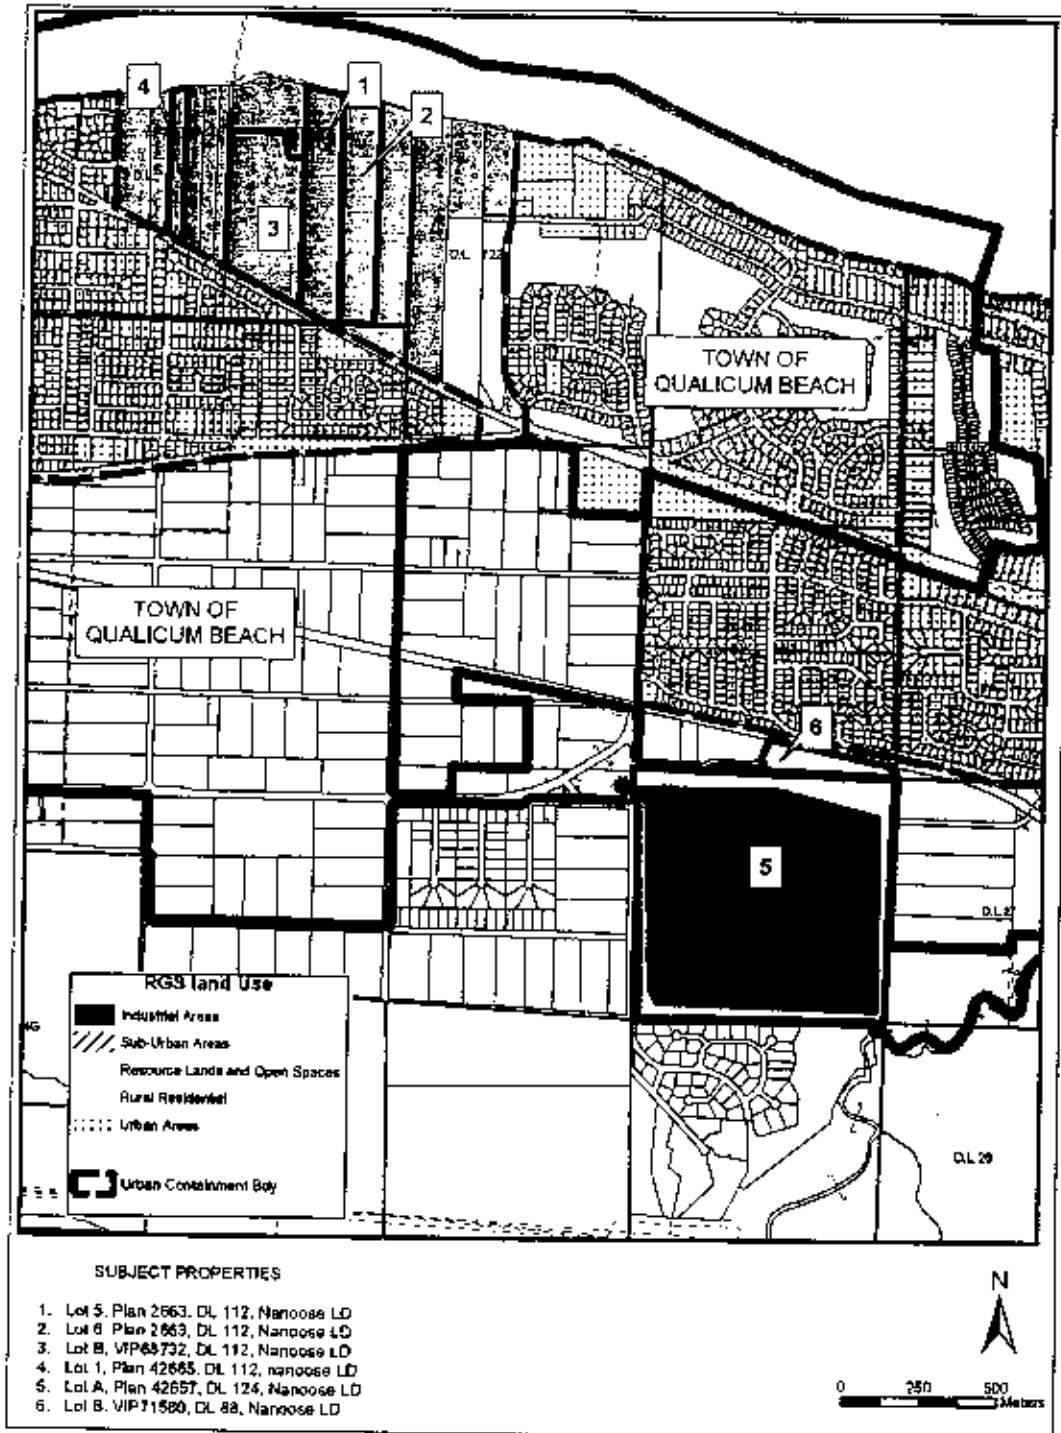 4
1
2
3
D.L. 122
TOWN OF
QUALICUM BEACH
TOWN OF
QUALICUM BEACH
6
5
D.L 27
RGS land Use
Industrial Areas
Sub-Urban Areas
Resource Lands and Open Spaces
Rural Residential
Urban Areas
Urban Containment Bdy
D.L 29
SUBJECT PROPERTIES
1. Lot 5, Plan 2663, DL 112, Nanoose LD
2. Lot 6 Plan 2663, DL 112, Nanoose LD
3. Lot B, VIP68732, DL 112, Nanoose LD
4. Lot 1, Plan 42665, DL 112, nanoose LD
5. Lot A, Plan 42657, DL 124, Nanoose LD
6. Lot B, VIP71580, DL 88, Nanoose LD
N
0 250 500
Meters